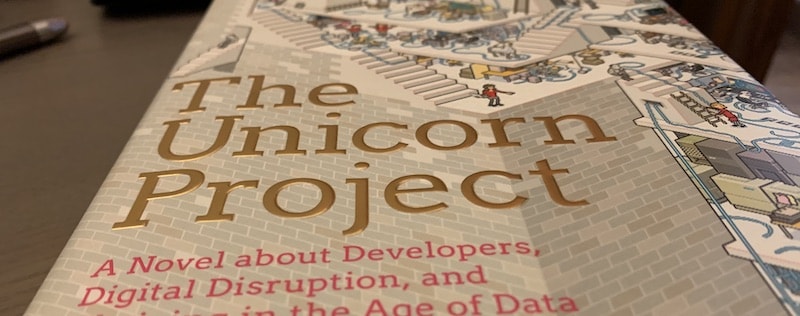 The
Unicorn
Project
A Novel about Developers,
Digital Disruption, and
in the Age of Data